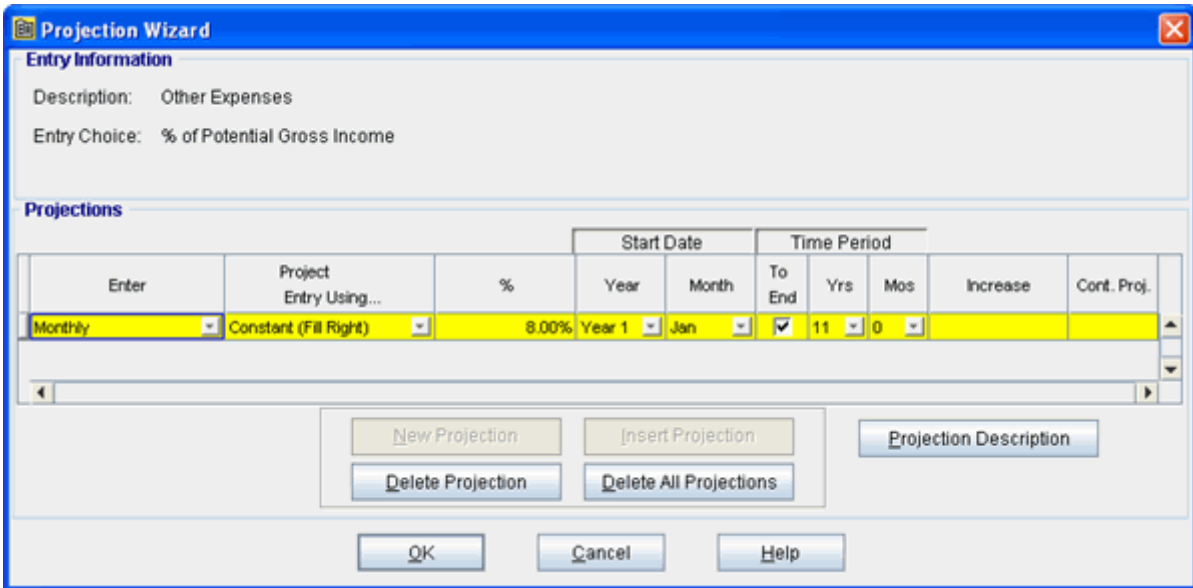 Projection Wizard
Entry Information
Description: Other Expenses
Entry Choice: % of Potential Gross Income
Projections
Start Date Time Period
Enter Project Entry Using... % Year Month To End Yrs Mos Increase Cont. Proj.
Monthly Constant (Fill Right) 8.00% Year 1 Jan 11 0
New Projection Insert Projection Projection Description
Delete Projection Delete All Projections
OK Cancel Help